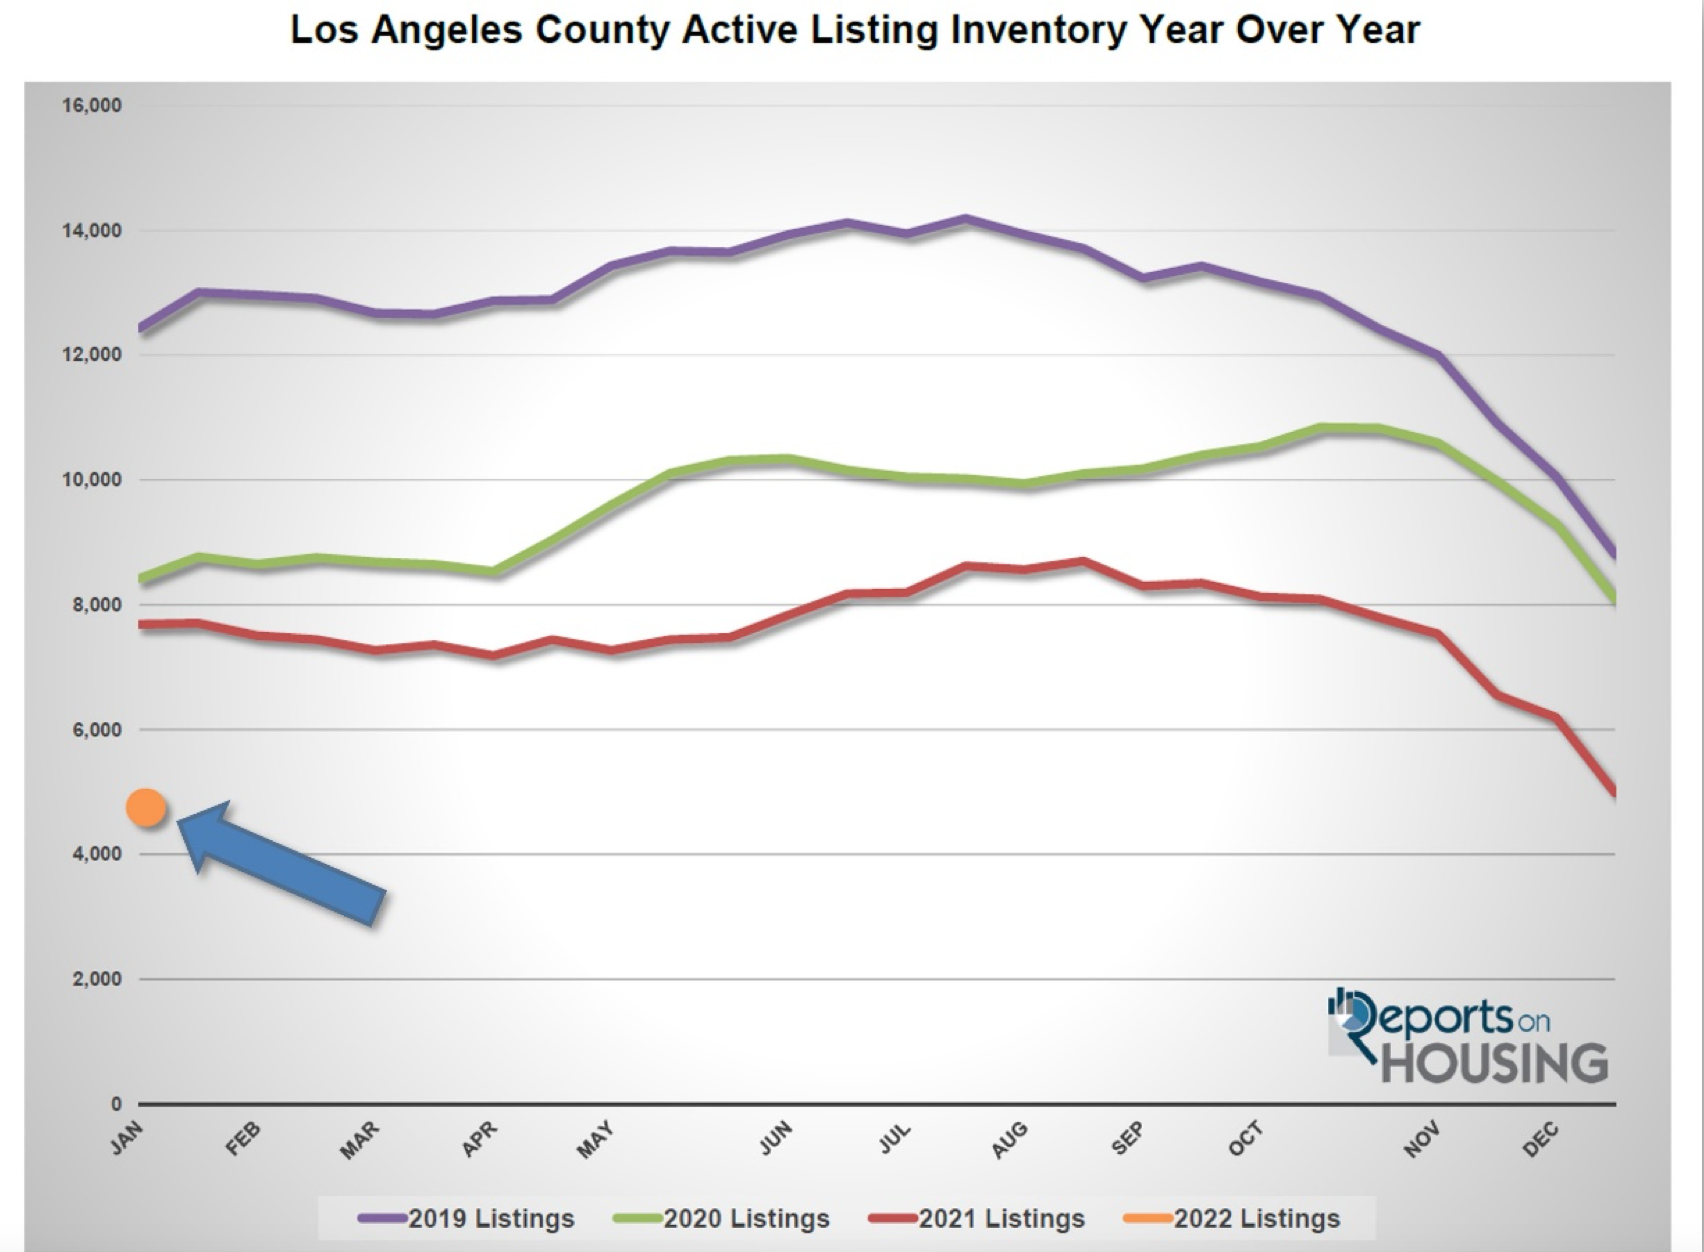 Los Angeles County Active Listing Inventory Year Over Year
16,000
14,000
12,000
10,000
8,000
6,000
4,000
2,000
0
JAN FEB MAR APR MAY JUN JUL AUG SEP OCT NOV DEC
Reports on
HOUSING
2019 Listings 2020 Listings 2021 Listings 2022 Listings